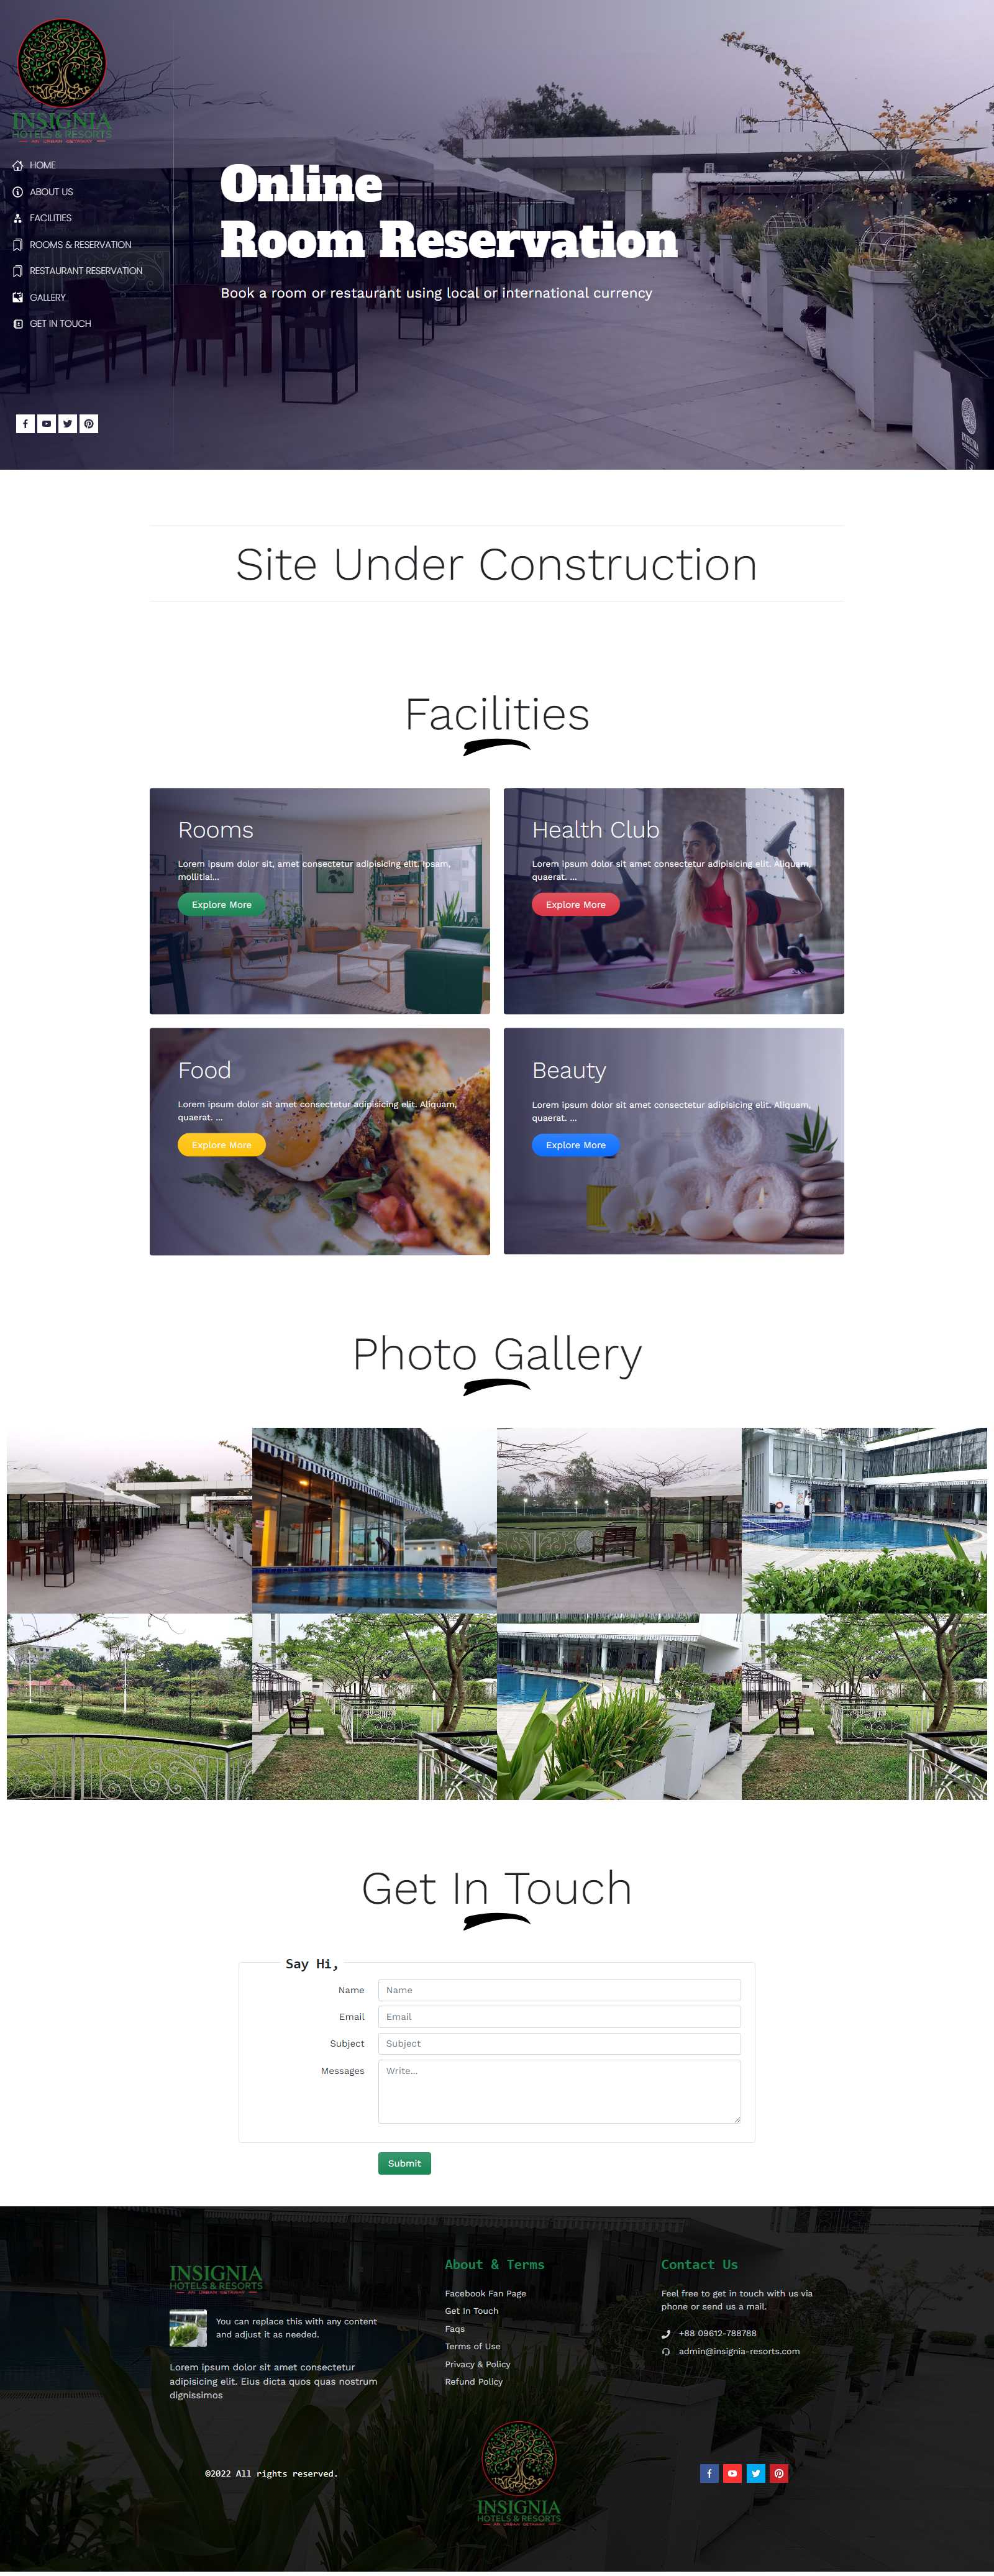 INSIGNIA
HOTELS & RESORTS
AN URBAN GETAWAY
HOME
ABOUT US
FACILITIES
ROOMS & RESERVATION
RESTAURANT RESERVATION
GALLERY
GET IN TOUCH
Online
Room Reservation
Book a room or restaurant using local or international currency
Site Under Construction
Facilities
Rooms
Lorem ipsum dolor sit, amet consectetur adipisicing elit. Ipsam,
mollitia!...
Explore More
Health Club
Lorem ipsum dolor sit amet consectetur adipisicing elit. Aliquam,
quaerat. ...
Explore More
Food
Lorem ipsum dolor sit amet consectetur adipisicing elit. Aliquam,
quaerat. ...
Explore More
Beauty
Lorem ipsum dolor sit amet consectetur adipisicing elit. Aliquam,
quaerat. ...
Explore More
Photo Gallery
Get In Touch
Say Hi,
Name
Name
Email
Email
Subject
Subject
Messages
Write...
Submit
INSIGNIA
HOTELS & RESORTS
AN URBAN GETAWAY
You can replace this with any content
and adjust it as needed.
Lorem ipsum dolor sit amet consectetur
adipisicing elit. Eius dicta quos quas nostrum
dignissimos
About & Terms
Facebook Fan Page
Get In Touch
Faqs
Terms of Use
Privacy & Policy
Refund Policy
Contact Us
Feel free to get in touch with us via
phone or send us a mail.
+88 09612-788788
admin@insignia-resorts.com
©2022 All rights reserved.
INSIGNIA
HOTELS & RESORTS
AN URBAN GETAWAY